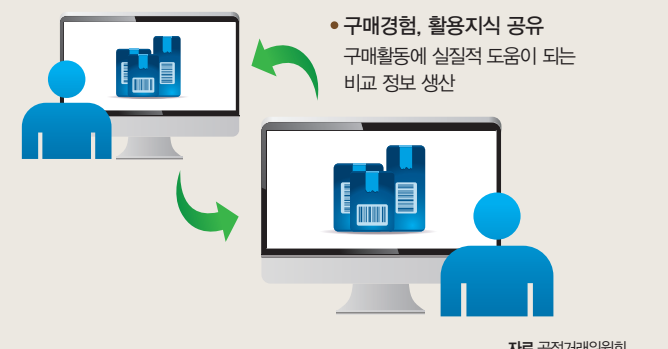 • 구매경험, 활용지식 공유
구매활동에 실질적 도움이 되는
비교 정보 생산
자료 공정거래위원회